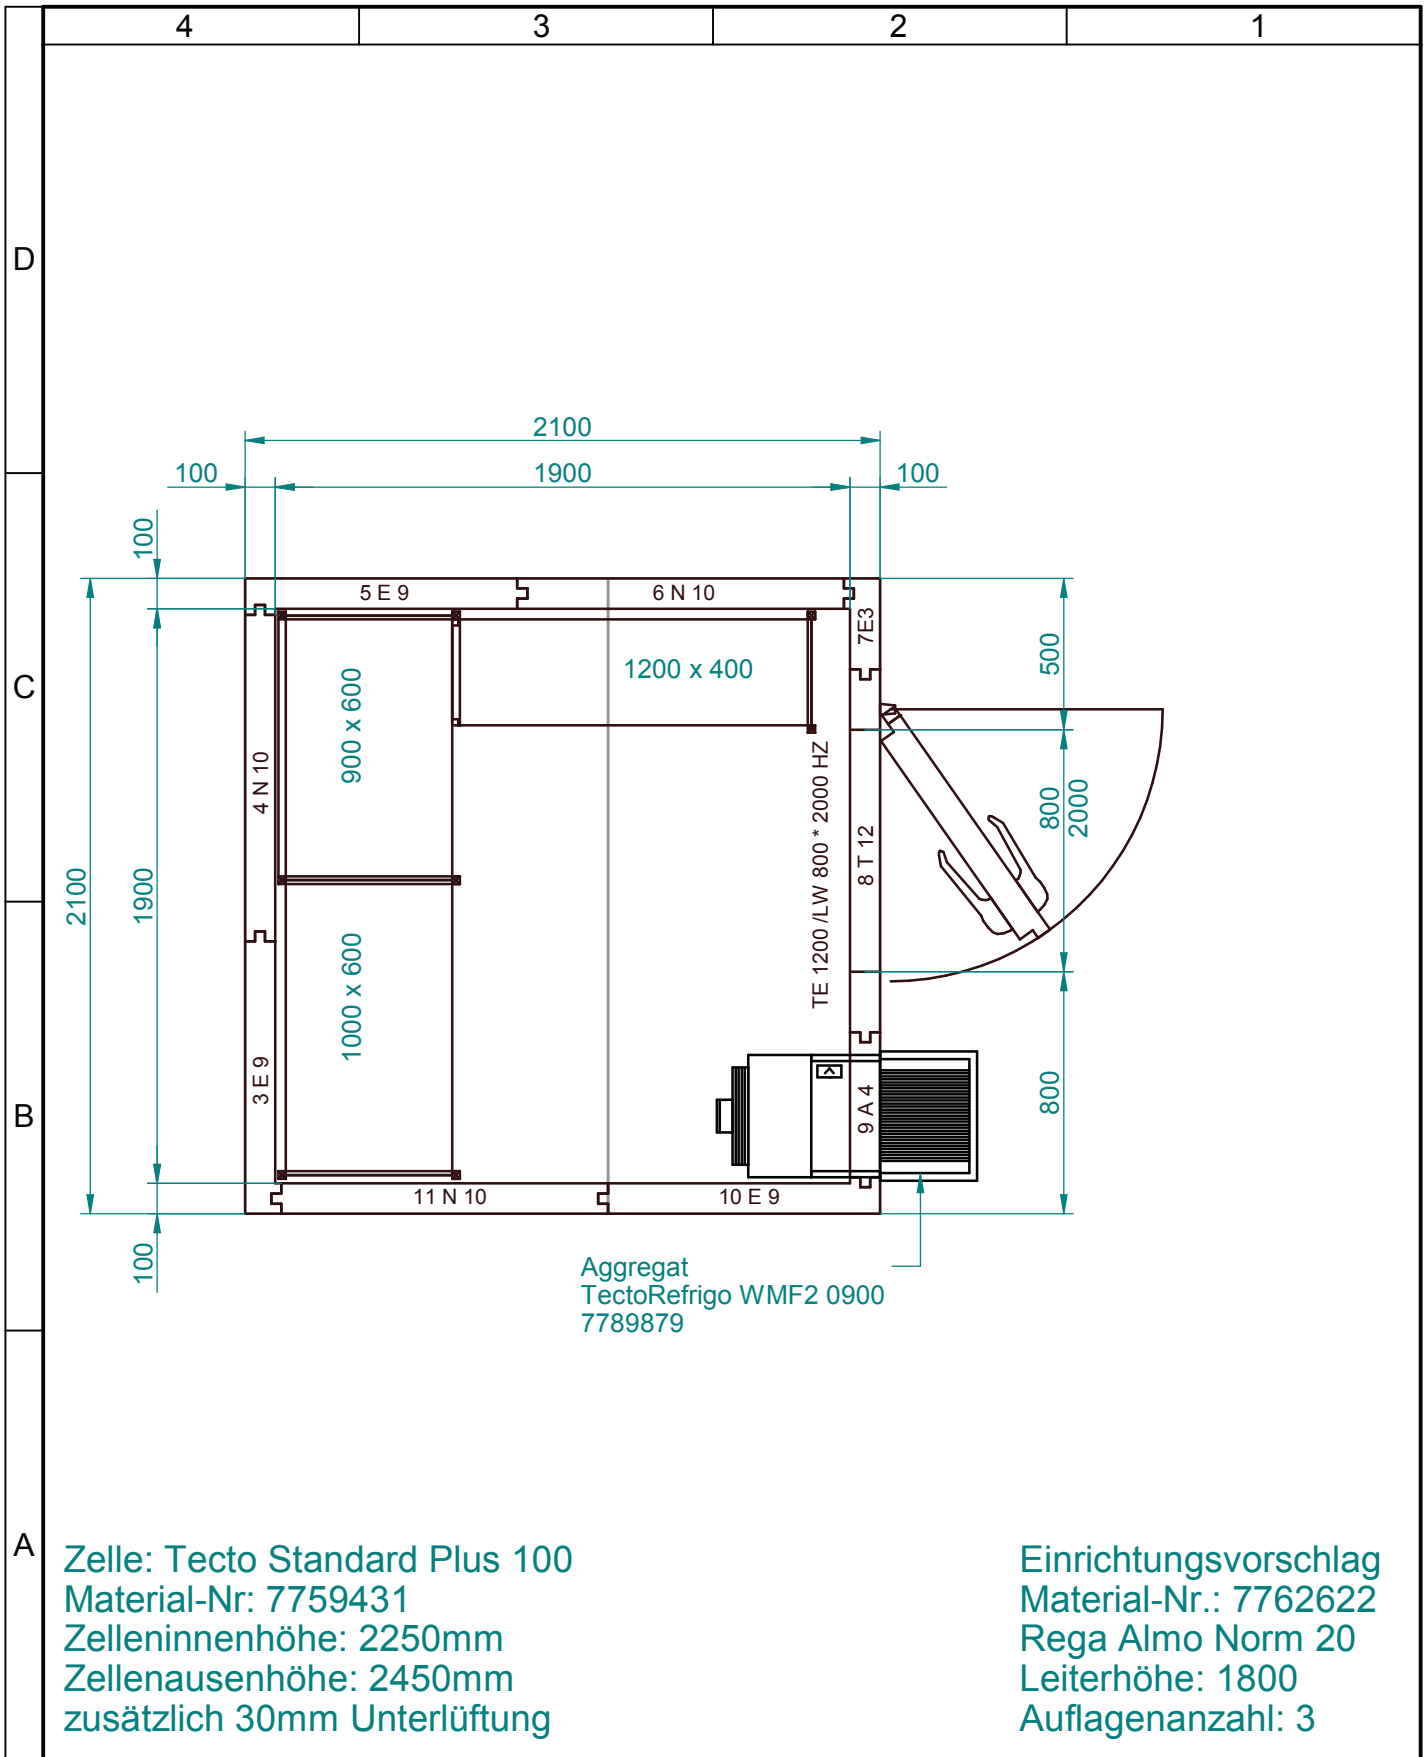 4 3 2 1
D
C
B
A
2100
100 1900 100
100
5 E 9 6 N 10
7E3
500
1200 x 400
900 x 600
4 N 10
TE 1200 /LW 800 * 2000 HZ
8 T 12
800
2000
2100
1900
1000 x 600
3 E 9
9 A 4
800
11 N 10 10 E 9
100
Aggregat
TectoRefrigo WMF2 0900
7789879
Zelle: Tecto Standard Plus 100
Material-Nr: 7759431
Zelleninnenhöhe: 2250mm
Zellenausenhöhe: 2450mm
zusätzlich 30mm Unterlüftung
Einrichtungsvorschlag
Material-Nr.: 7762622
Rega Almo Norm 20
Leiterhöhe: 1800
Auflagenanzahl: 3